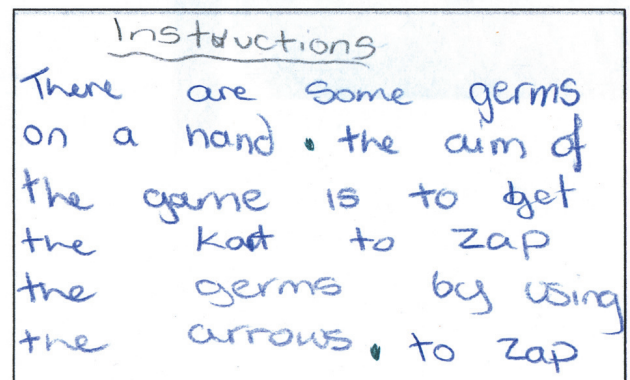 Instructions
There are some germs
on a hand. the aim of
the game is to get
the kart to zap
the germs by using
the arrows. to zap